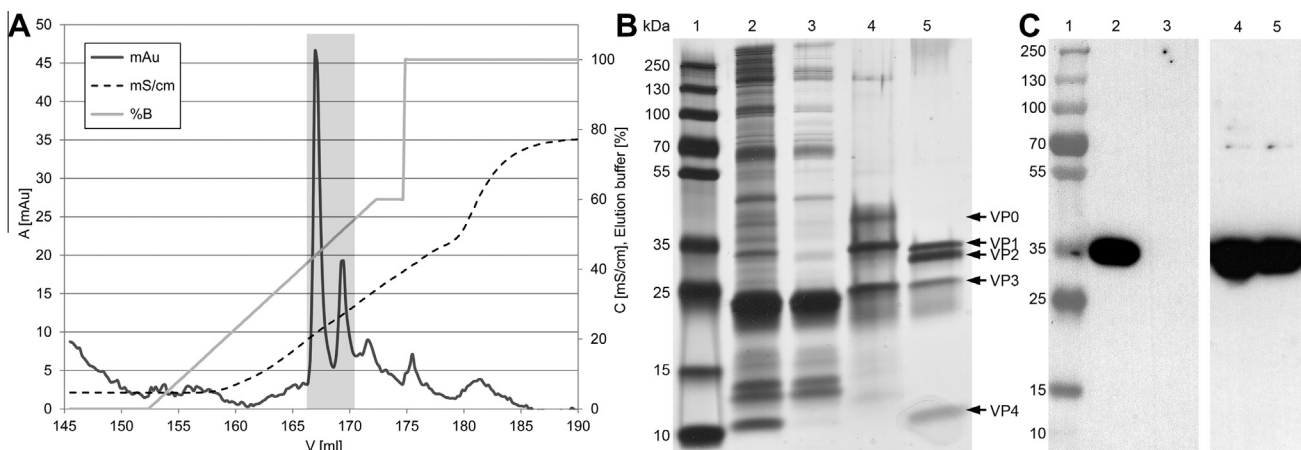 A
50
45
40
35
30
25
20
15
10
5
0
A [mAu]
mAu
mS/cm
%B
100
80
60
40
20
0
C [mS/cm], Elution buffer [%]
145 150 155 160 165 170 175 180 185 190
V [ml]
B kDa 1 2 3 4 5
250
130
100
70
55
35
25
15
10
VP0
VP1
VP2
VP3
VP4
C 1 2 3 4 5
250
130
100
70
55
35
25
15
10